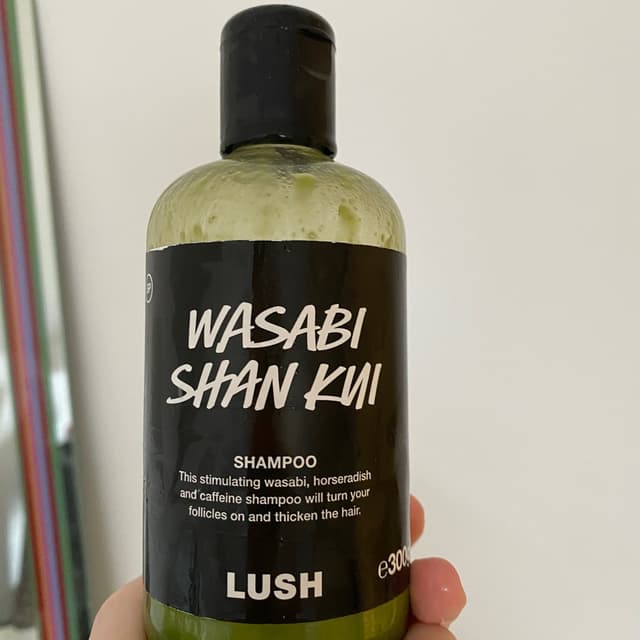 WASABI
SHAN KUI
SHAMPOO
This stimulating wasabi, horseradish
and caffeine shampoo will turn your
follicles on and thicken the hair.
LUSH
℮300g